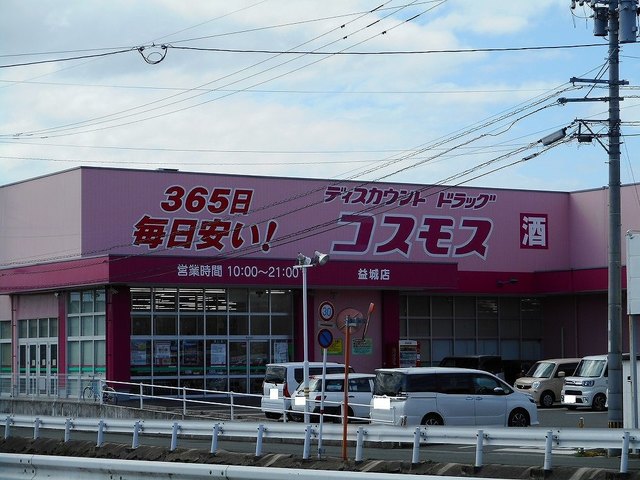 365日
毎日安い!
ディスカウント ドラッグ
コスモス
酒
営業時間 10:00~21:00
益城店
30